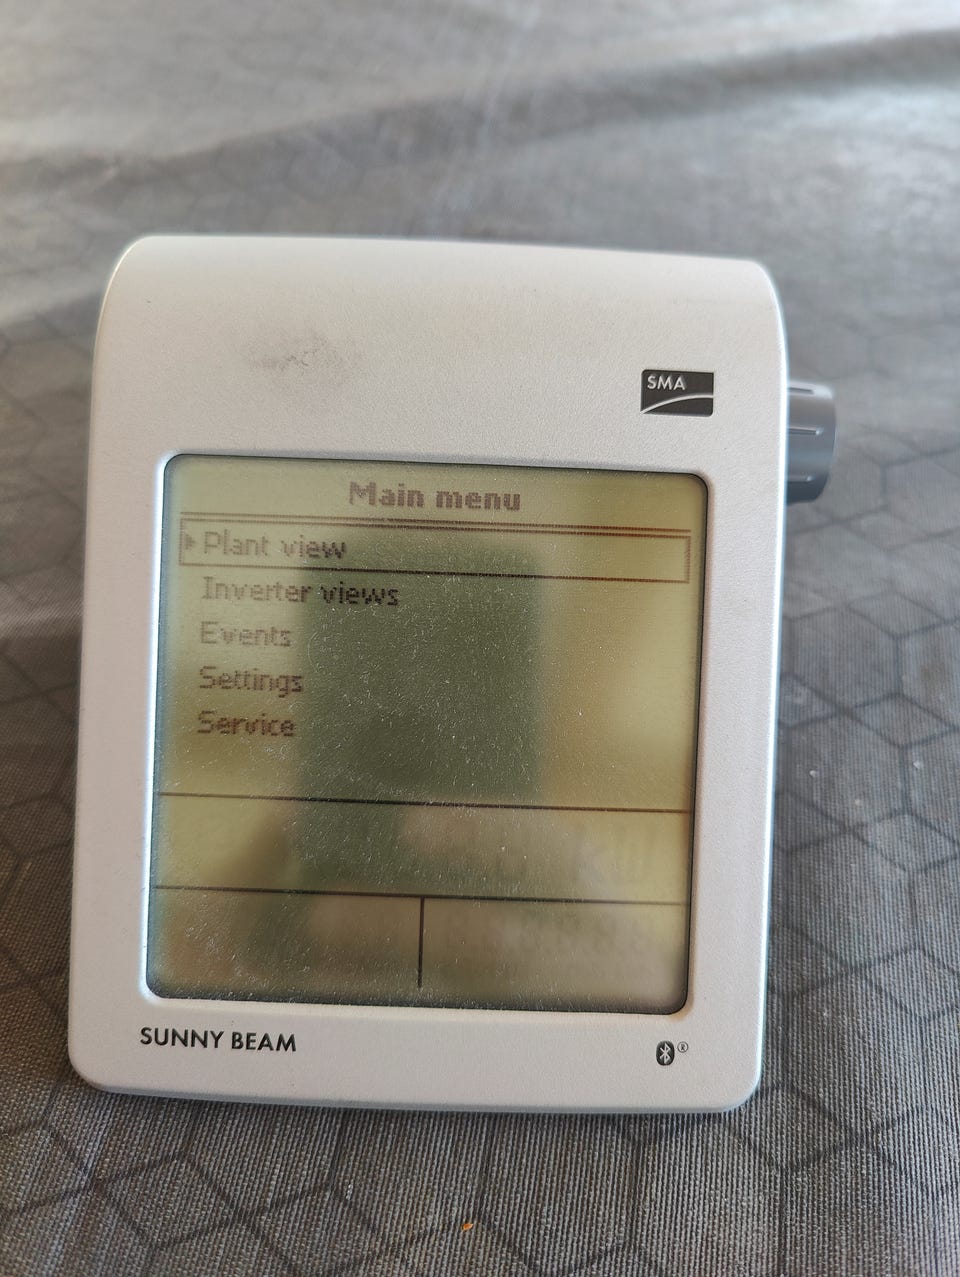 SMA
Main menu
Plant view
Inverter views
Events
Settings
Service
SUNNY BEAM
®